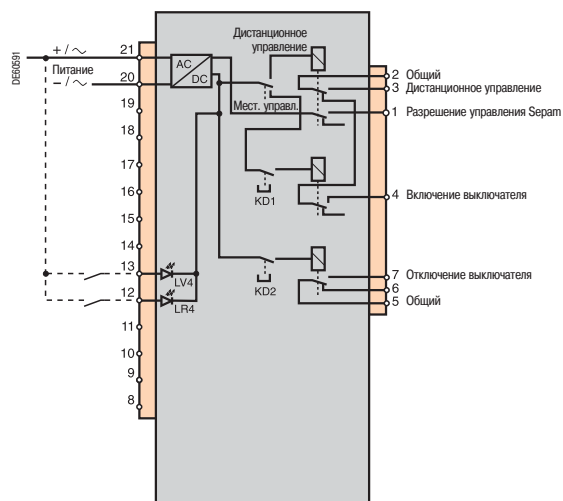 DE60591
Дистанционное
управление
+ / ~
21
Питание
− / ~
20
AC
DC
Мест. управл.
2 Общий
3 Дистанционное управление
1 Разрешение управления Sepam
19
18
17
16
15
14
13
12
11
10
9
8
KD1
4 Включение выключателя
LV4
LR4
KD2
7 Отключение выключателя
6
5 Общий